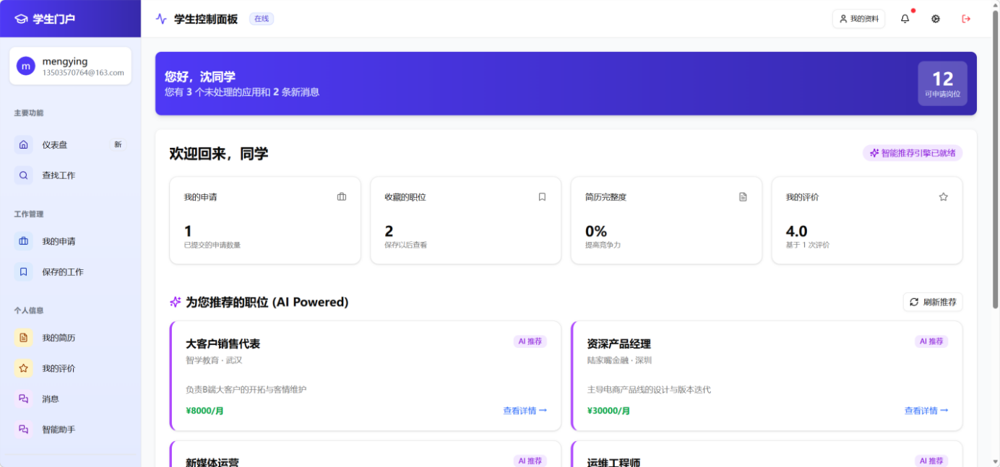 学生门户
mengying
13503570764@163.com
主要功能
仪表盘 新
查找工作
工作管理
我的申请
保存的工作
个人信息
我的简历
我的评价
消息
智能助手
学生控制面板 在线
我的资料
您好，沈同学
您有 3 个未处理的应用和 2 条新消息
12
可申请岗位
欢迎回来，同学
智能推荐引擎已就绪
我的申请
1
已提交的申请数量
收藏的职位
2
保存以后查看
简历完整度
0%
提高竞争力
我的评价
4.0
基于 1 次评价
为您推荐的职位 (AI Powered)
刷新推荐
大客户销售代表 AI 推荐
智学教育 · 武汉
负责B端大客户的开拓与客情维护
¥8000/月 查看详情 →
资深产品经理 AI 推荐
陆家嘴金融 · 深圳
主导电商产品线的设计与版本迭代
¥30000/月 查看详情 →
新媒体运营 AI 推荐
运维工程师 AI 推荐